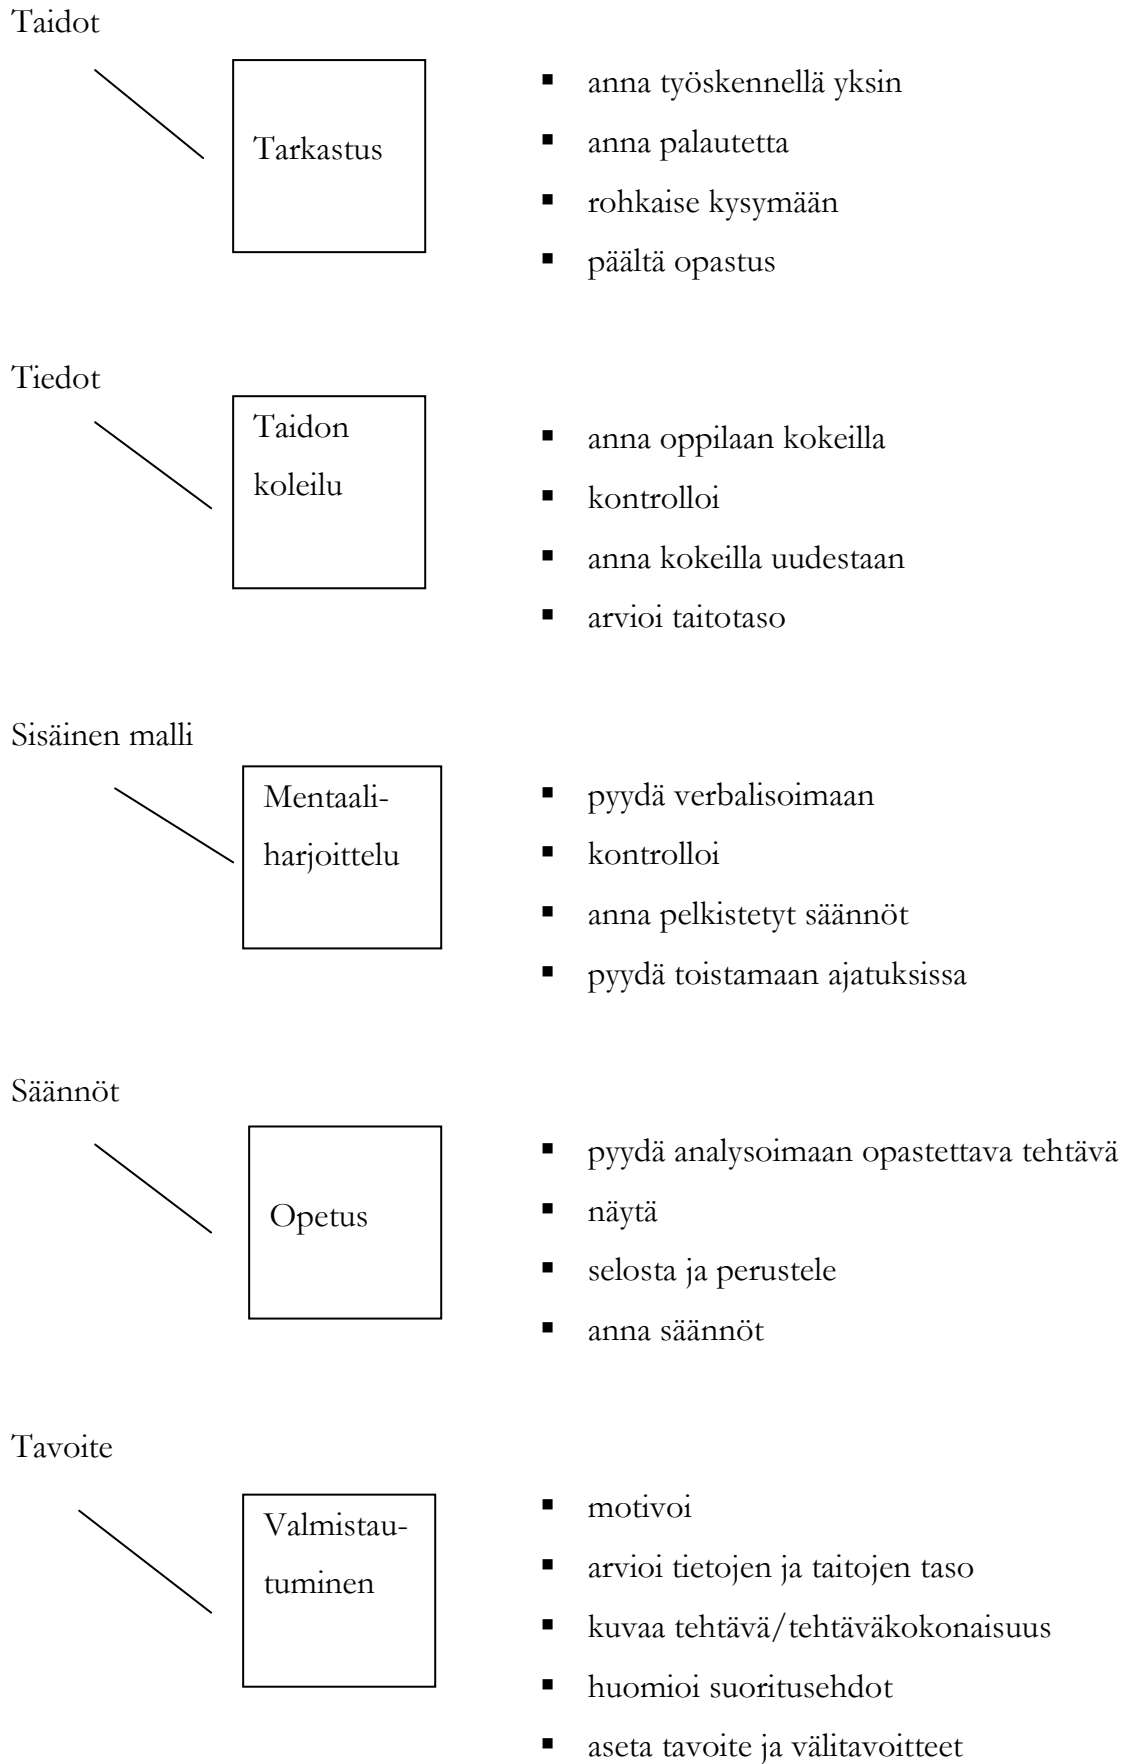 Taidot
Tarkastus
▪ anna työskennellä yksin
▪ anna palautetta
▪ rohkaise kysymään
▪ päältä opastus
Tiedot
Taidon
koleilu
▪ anna oppilaan kokeilla
▪ kontrolloi
▪ anna kokeilla uudestaan
▪ arvioi taitotaso
Sisäinen malli
Mentaali-
harjoittelu
▪ pyydä verbalisoimaan
▪ kontrolloi
▪ anna pelkistetyt säännöt
▪ pyydä toistamaan ajatuksissa
Säännöt
Opetus
▪ pyydä analysoimaan opastettava tehtävä
▪ näytä
▪ selosta ja perustele
▪ anna säännöt
Tavoite
Valmistau-
tuminen
▪ motivoi
▪ arvioi tietojen ja taitojen taso
▪ kuvaa tehtävä/tehtäväkokonaisuus
▪ huomioi suoritusehdot
▪ aseta tavoite ja välitavoitteet